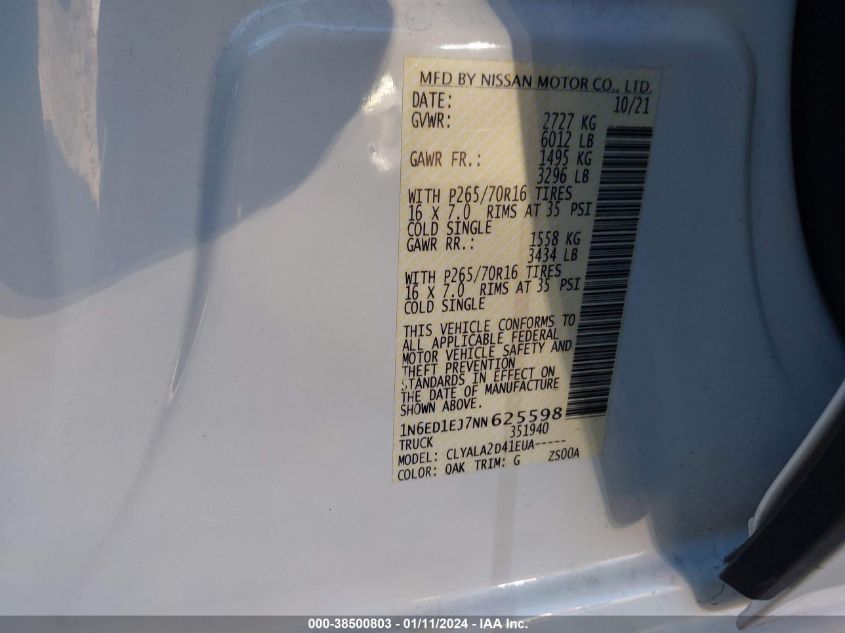 MFD BY NISSAN MOTOR CO., LTD.
DATE: 10/21
GVWR: 2727 KG
6012 LB
GAWR FR.: 1495 KG
3296 LB
WITH P265/70R16 TIRES
16 X 7.0 RIMS AT 35 PSI
COLD SINGLE
GAWR RR.: 1558 KG
3434 LB
WITH P265/70R16 TIRES
16 X 7.0 RIMS AT 35 PSI
COLD SINGLE
THIS VEHICLE CONFORMS TO
ALL APPLICABLE FEDERAL
MOTOR VEHICLE SAFETY AND
THEFT PREVENTION
STANDARDS IN EFFECT ON
THE DATE OF MANUFACTURE
SHOWN ABOVE.
1N6ED1EJ7NN625598
TRUCK 351940
MODEL: CLYALA2D41EUA-----
COLOR: OAK TRIM: G ZS00A
000-38500803 - 01/11/2024 - IAA Inc.